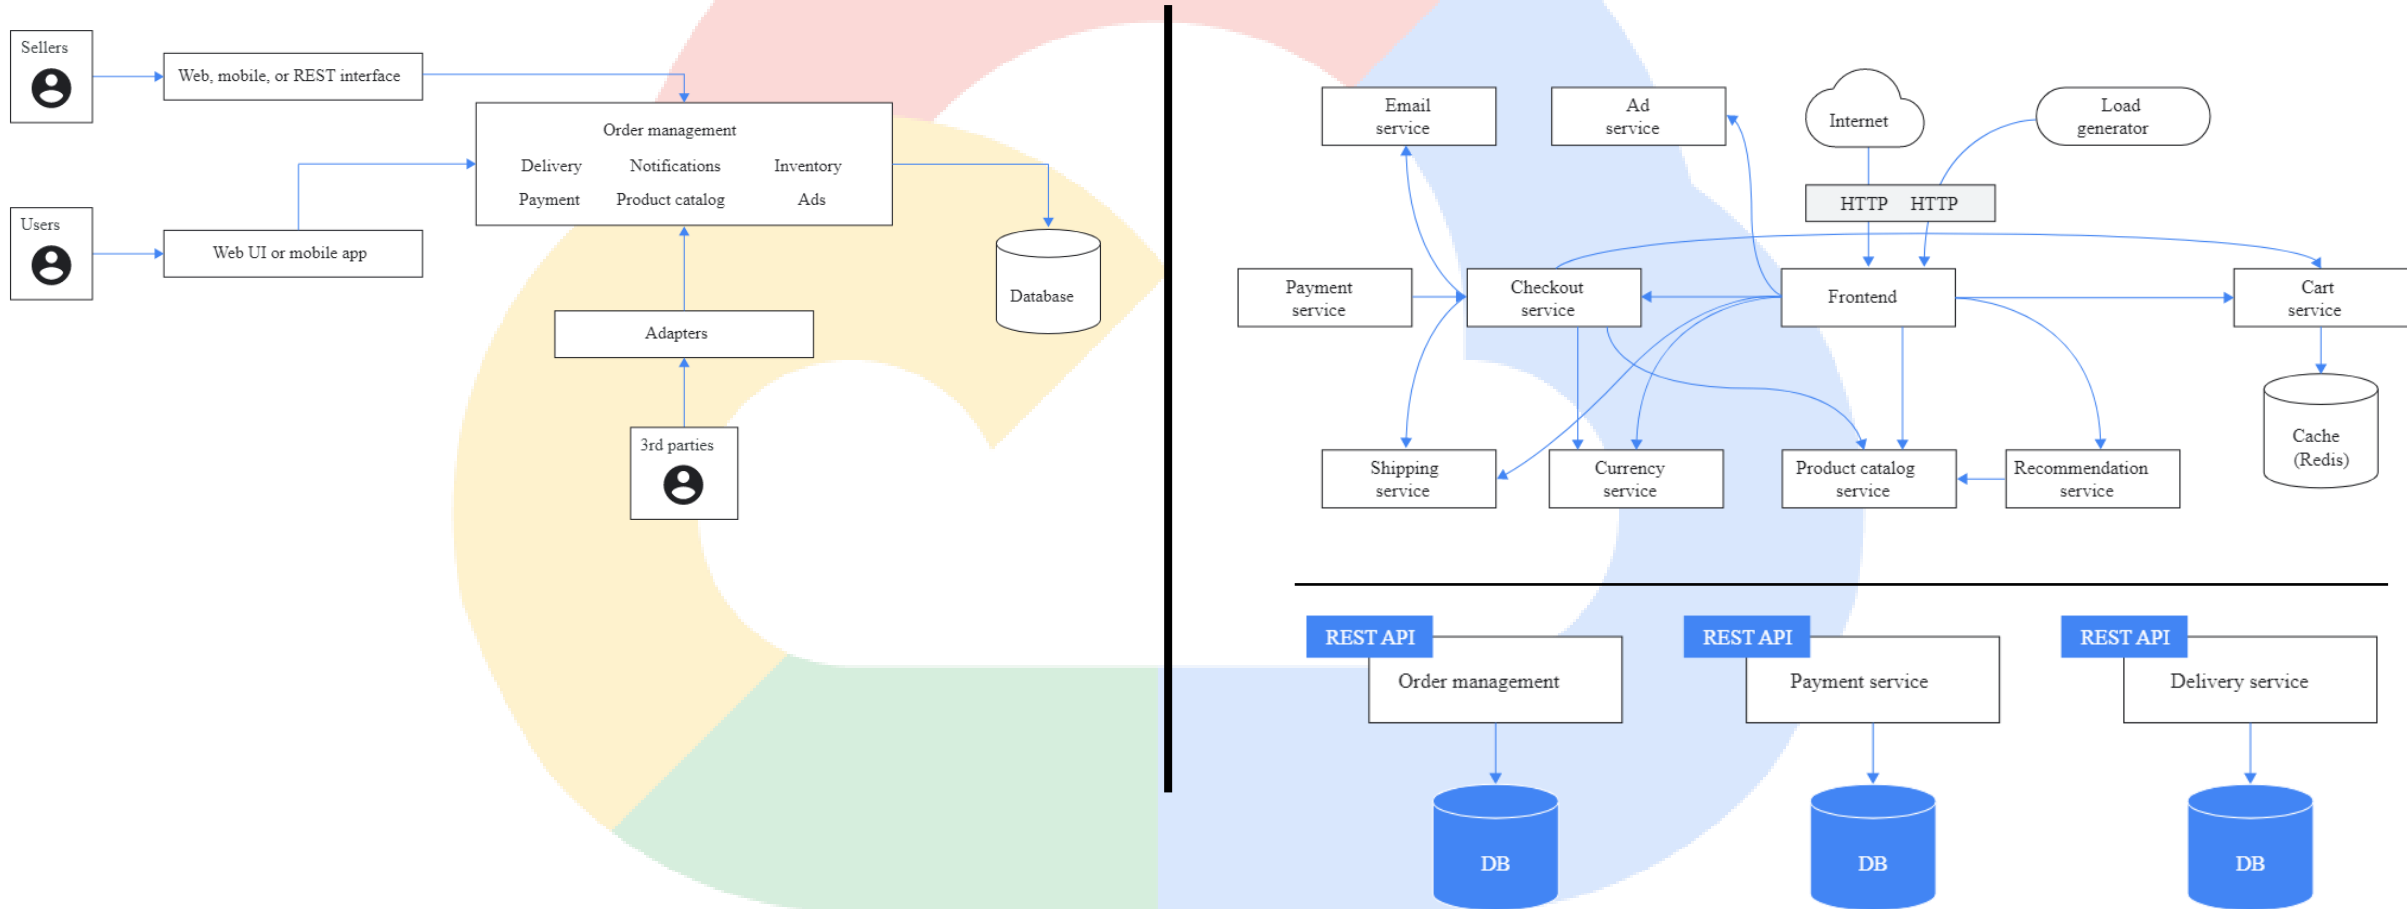 Sellers
Web, mobile, or REST interface
Order management
Delivery Notifications Inventory
Payment Product catalog Ads
Users
Web UI or mobile app
Database
Adapters
3rd parties
Email
service
Ad
service
Internet
Load
generator
HTTP HTTP
Payment
service
Checkout
service
Frontend
Cart
service
Shipping
service
Currency
service
Product catalog
service
Recommendation
service
Cache
(Redis)
REST API
Order management
DB
REST API
Payment service
DB
REST API
Delivery service
DB